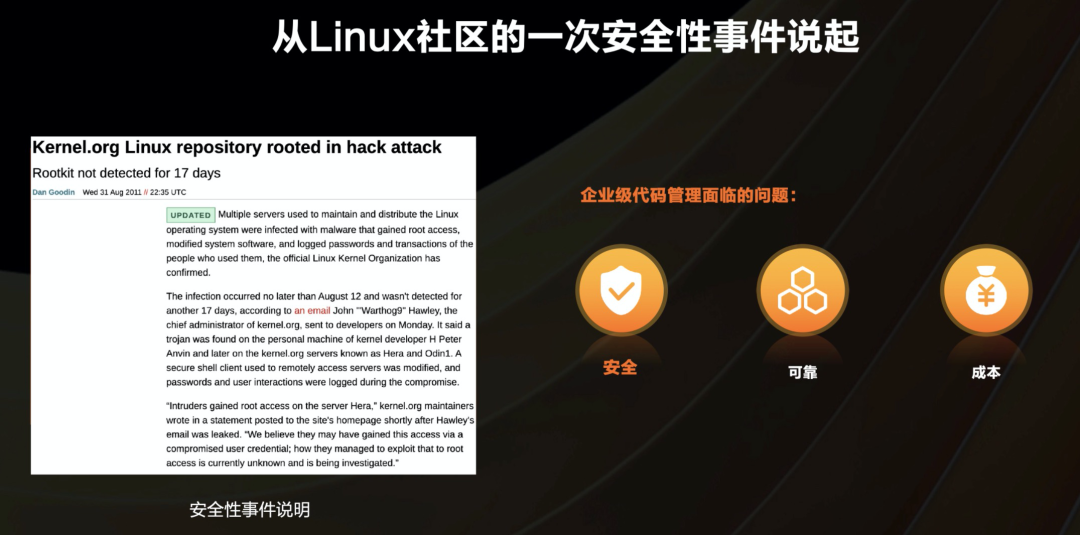 从Linux社区的一次安全性事件说起
Kernel.org Linux repository rooted in hack attack
Rootkit not detected for 17 days
Dan Goodin Wed 31 Aug 2011 // 22:35 UTC
UPDATED Multiple servers used to maintain and distribute the Linux
operating system were infected with malware that gained root access,
modified system software, and logged passwords and transactions of the
people who used them, the official Linux Kernel Organization has
confirmed.
The infection occurred no later than August 12 and wasn't detected for
another 17 days, according to an email John "'Warthog9" Hawley, the
chief administrator of kernel.org, sent to developers on Monday. It said a
trojan was found on the personal machine of kernel developer H Peter
Anvin and later on the kernel.org servers known as Hera and Odin1. A
secure shell client used to remotely access servers was modified, and
passwords and user interactions were logged during the compromise.
“Intruders gained root access on the server Hera,” kernel.org maintainers
wrote in a statement posted to the site's homepage shortly after Hawley's
email was leaked. “We believe they may have gained this access via a
compromised user credential; how they managed to exploit that to root
access is currently unknown and is being investigated.”
安全性事件说明
企业级代码管理面临的问题：
¥
安全
可靠
成本